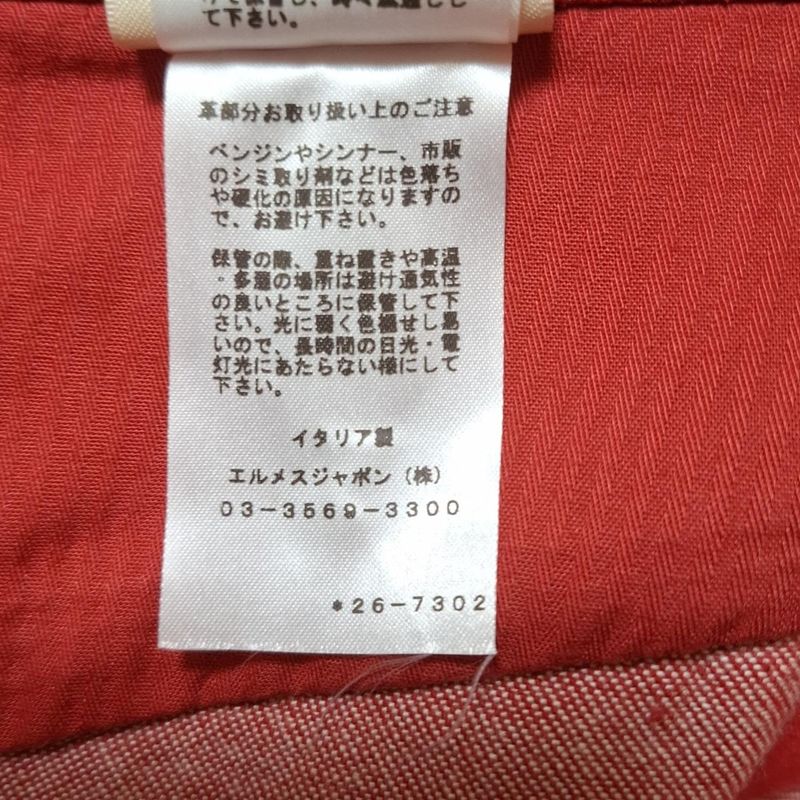 て下さい。
革部分お取り扱い上のご注意
ベンジンやシンナー、市販
のシミ取り剤などは色落ち
や硬化の原因になりますの
で、お避け下さい。
保管の際、重ね置きや高温
・多湿の場所は避け通気性
の良いところに保管して下
さい。光に弱く色褪せし易
いので、長時間の日光・電
灯光にあたらない様にして
下さい。
イタリア製
エルメスジャポン(株)
03-3569-3300
*26-7302